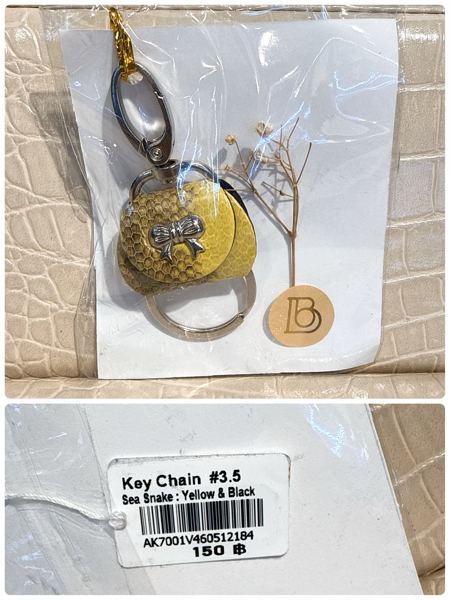 B
Key Chain #3.5
Sea Snake : Yellow & Black
AK7001V460512184
150 ฿